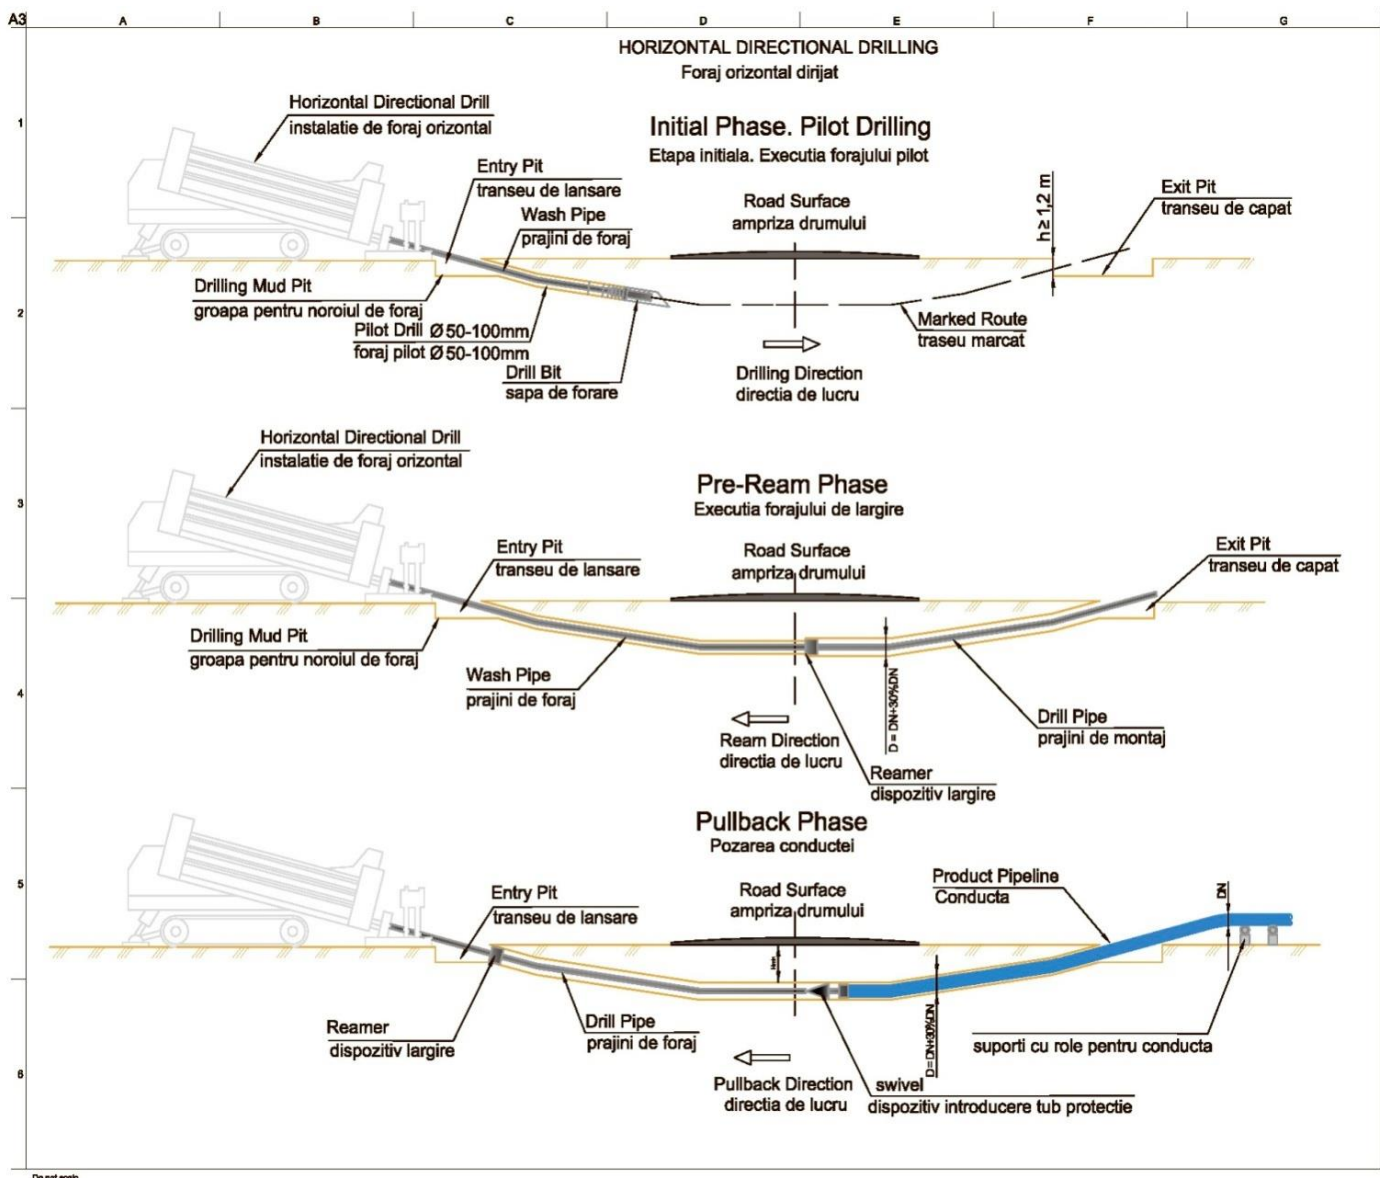 A3 A B C D E F G
HORIZONTAL DIRECTIONAL DRILLING
Foraj orizontal dirijat
1
Horizontal Directional Drill
instalatie de foraj orizontal
Initial Phase. Pilot Drilling
Etapa initiala. Executia forajului pilot
Entry Pit
transeu de lansare
Wash Pipe
prajini de foraj
Road Surface
ampriza drumului
h ≥ 1,2 m
Exit Pit
transeu de capat
Drilling Mud Pit
groapa pentru noroiul de foraj
2
Pilot Drill Ø 50-100mm
foraj pilot Ø 50-100mm
Drill Bit
sapa de forare
Marked Route
traseu marcat
Drilling Direction
directia de lucru
Horizontal Directional Drill
instalatie de foraj orizontal
3
Pre-Ream Phase
Executia forajului de largire
Entry Pit
transeu de lansare
Road Surface
ampriza drumului
Exit Pit
transeu de capat
Drilling Mud Pit
groapa pentru noroiul de foraj
Wash Pipe
prajini de foraj
4
D = DN+30%DN
Drill Pipe
prajini de montaj
Ream Direction
directia de lucru
Reamer
dispozitiv largire
Pullback Phase
Pozarea conductei
5
Entry Pit
transeu de lansare
Road Surface
ampriza drumului
Product Pipeline
Conducta
DN
Reamer
dispozitiv largire
Drill Pipe
prajini de foraj
D = DN+30%DN
suporti cu role pentru conducta
6
Pullback Direction
directia de lucru
swivel
dispozitiv introducere tub protectie